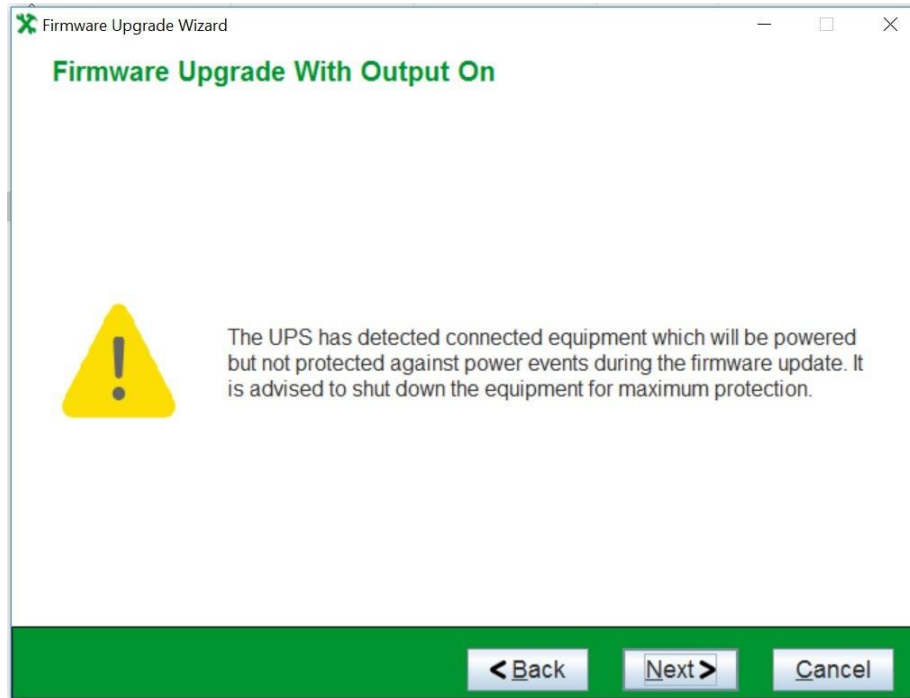 Firmware Upgrade Wizard
Firmware Upgrade With Output On
The UPS has detected connected equipment which will be powered
but not protected against power events during the firmware update. It
is advised to shut down the equipment for maximum protection.
< Back Next > Cancel